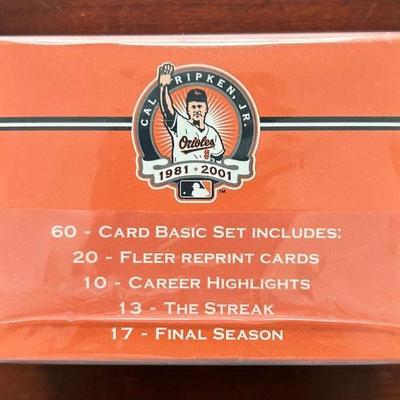 CAL RIPKEN, JR.
Orioles
8
1981 ★ 2001
TM
60 - CARD BASIC SET INCLUDES:
20 - FLEER REPRINT CARDS
10 - CAREER HIGHLIGHTS
13 - THE STREAK
17 - FINAL SEASON